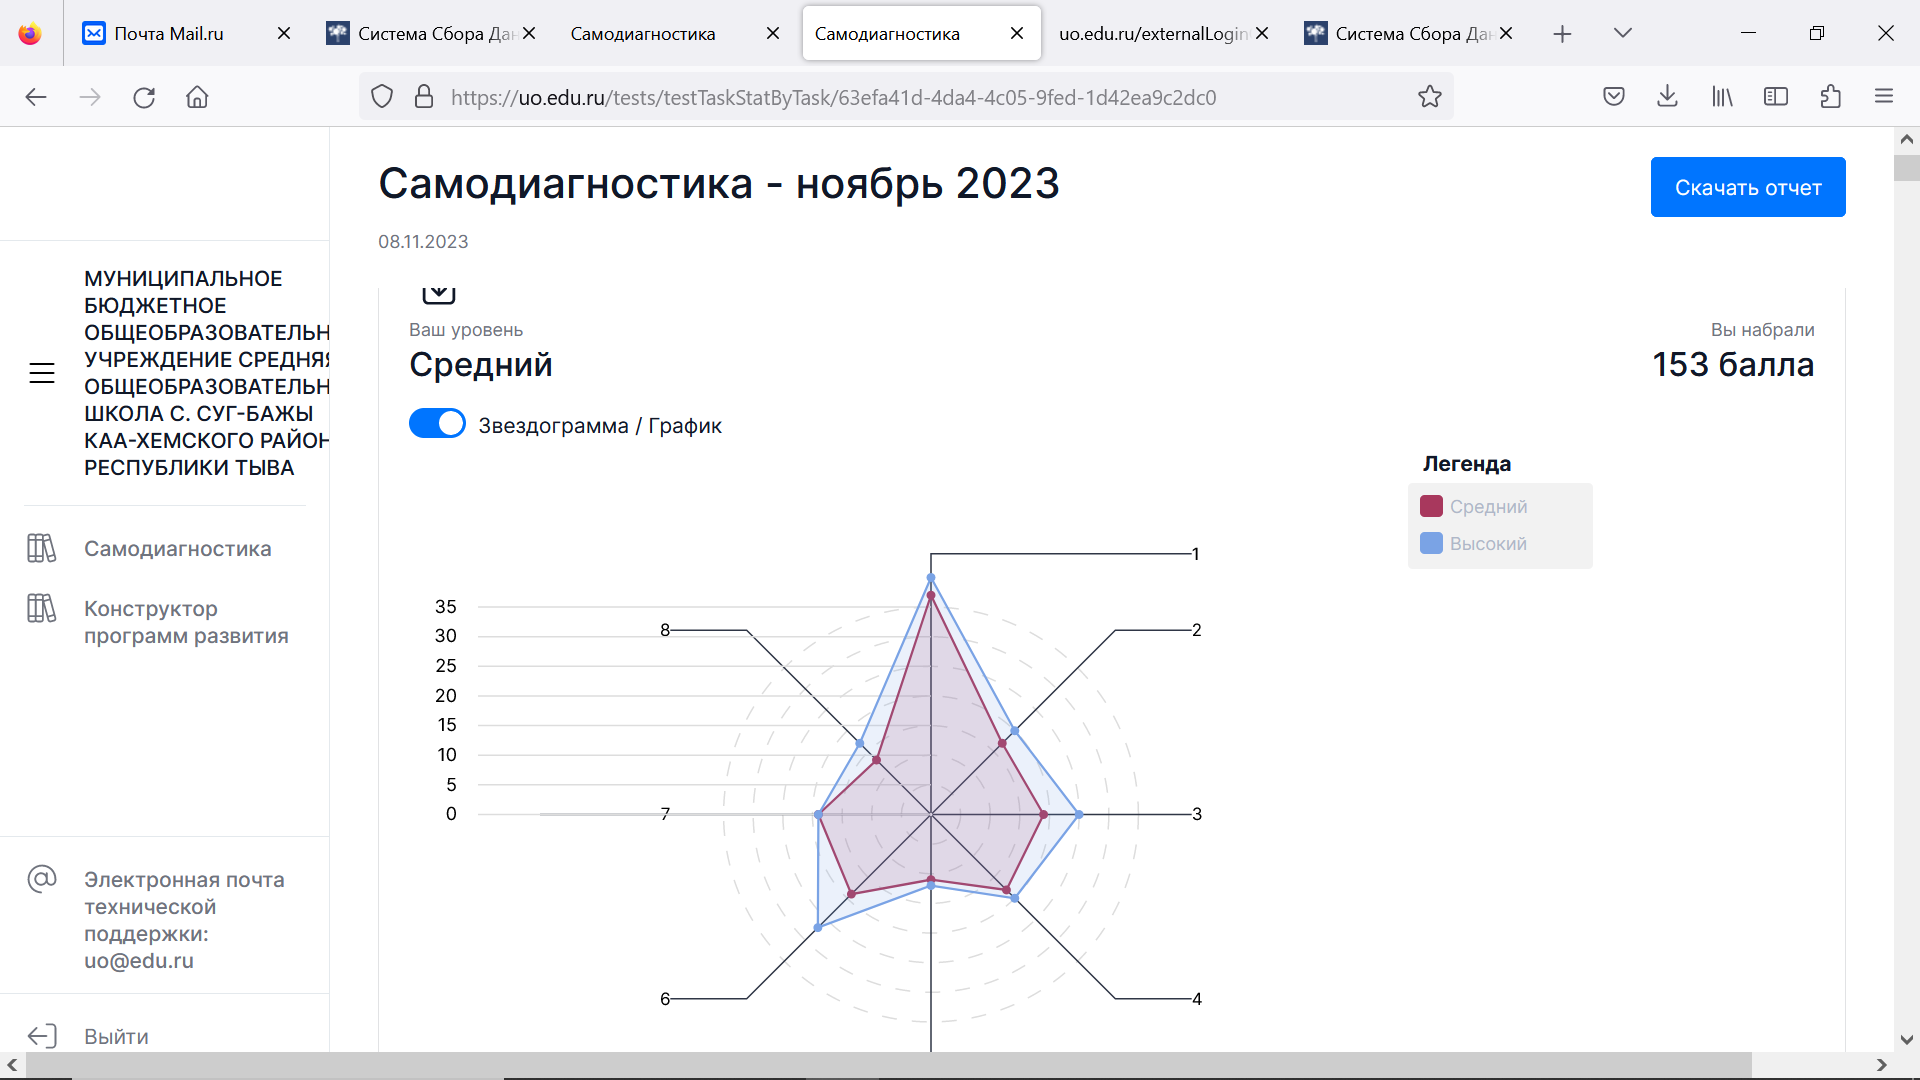 Почта Mail.ru
Система Сбора Дан
Самодиагностика
Самодиагностика
uo.edu.ru/externalLogin
Система Сбора Дан
https://uo.edu.ru/tests/testTaskStatByTask/63efa41d-4da4-4c05-9fed-1d42ea9c2dc0
МУНИЦИПАЛЬНОЕ
БЮДЖЕТНОЕ
ОБЩЕОБРАЗОВАТЕЛЬН
УЧРЕЖДЕНИЕ СРЕДНЯЯ
ОБЩЕОБРАЗОВАТЕЛЬН
ШКОЛА С. СУГ-БАЖЫ
КАА-ХЕМСКОГО РАЙОН
РЕСПУБЛИКИ ТЫВА
Самодиагностика
Конструктор
программ развития
Электронная почта
технической
поддержки:
uo@edu.ru
Выйти
Самодиагностика - ноябрь 2023
Скачать отчет
08.11.2023
Ваш уровень
Средний
Вы набрали
153 балла
Звездограмма / График
Легенда
Средний
Высокий
35
30
25
20
15
10
5
0
1
2
3
4
6
7
8